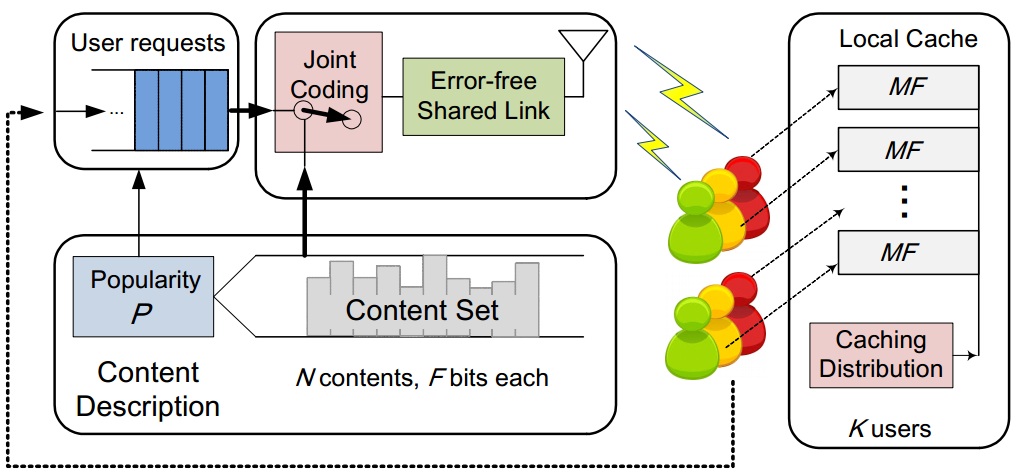 User requests
...
Joint
Coding
Error-free
Shared Link
Local Cache
MF
MF
⋮
MF
Caching
Distribution
K users
Popularity
P
Content Set
Content
Description
N contents, F bits each